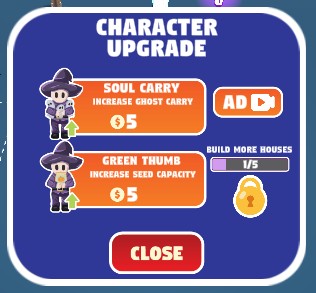 CHARACTER
UPGRADE
SOUL CARRY
INCREASE GHOST CARRY
$5
AD
GREEN THUMB
INCREASE SEED CAPACITY
$5
BUILD MORE HOUSES
1/5
CLOSE